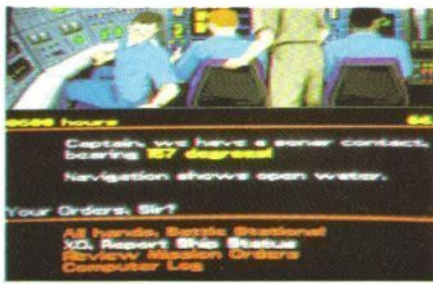 0600 hours
Captain, we have a sonar contact,
bearing 157 degrees!
Navigation shows open water.
Your Orders, Sir?
All hands, Battle Stations!
XO, Report Ship Status
Review Mission Orders
Computer Log